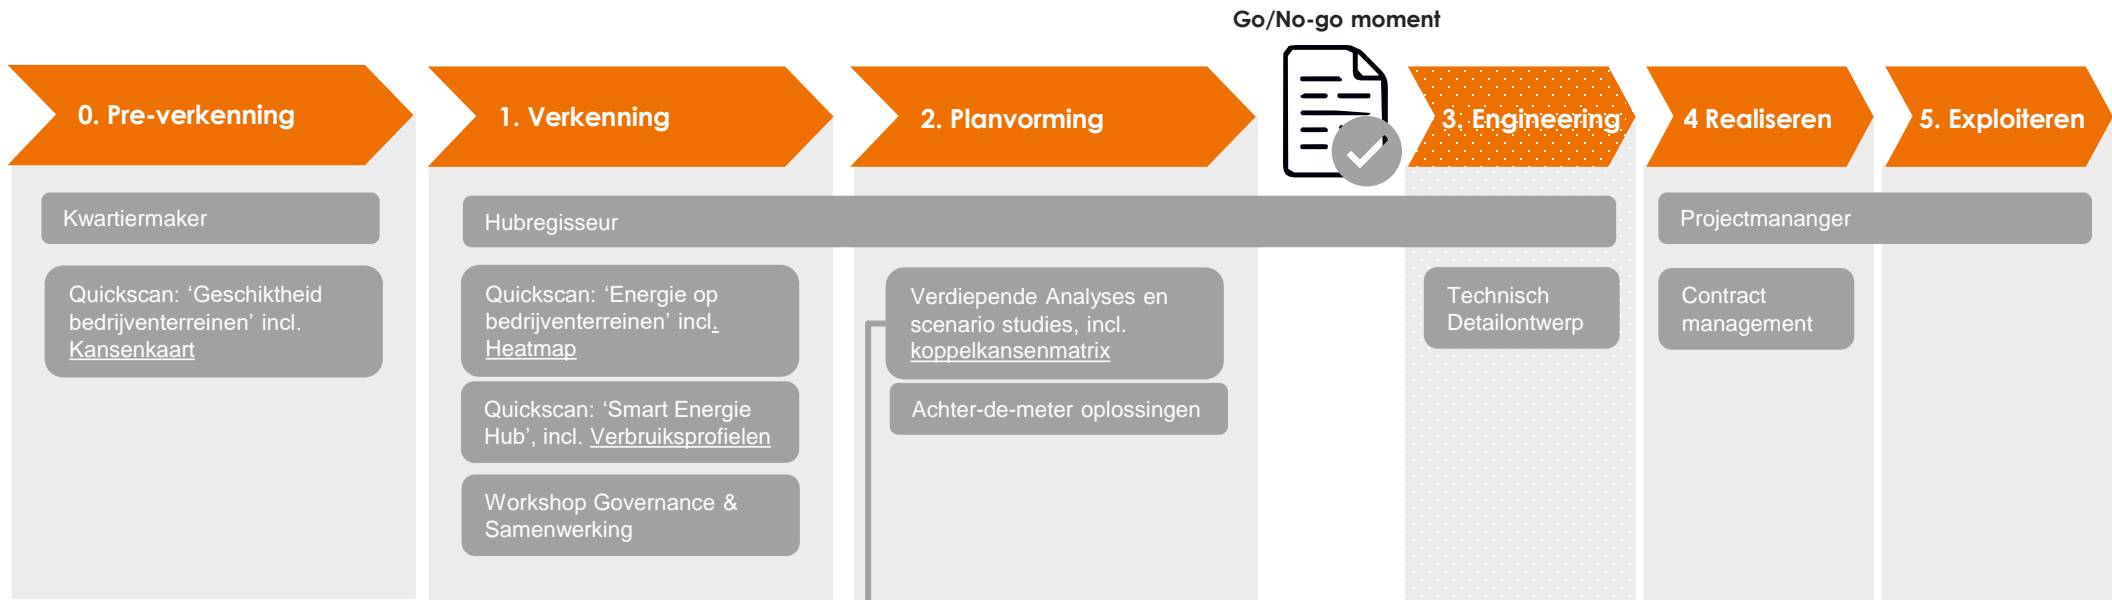 Go/No-go moment
0. Pre-verkenning
1. Verkenning
2. Planvorming
3. Engineering
4 Realiseren
5. Exploiteren
Kwartiermaker
Hubregisseur
Projectmananger
Quickscan: ‘Geschiktheid
bedrijventerreinen’ incl.
Kansenkaart
Quickscan: ‘Energie op
bedrijventerreinen’ incl.
Heatmap
Quickscan: ‘Smart Energie
Hub’, incl. Verbruiksprofielen
Workshop Governance &
Samenwerking
Verdiepende Analyses en
scenario studies, incl.
koppelkansenmatrix
Achter-de-meter oplossingen
Technisch
Detailontwerp
Contract
management